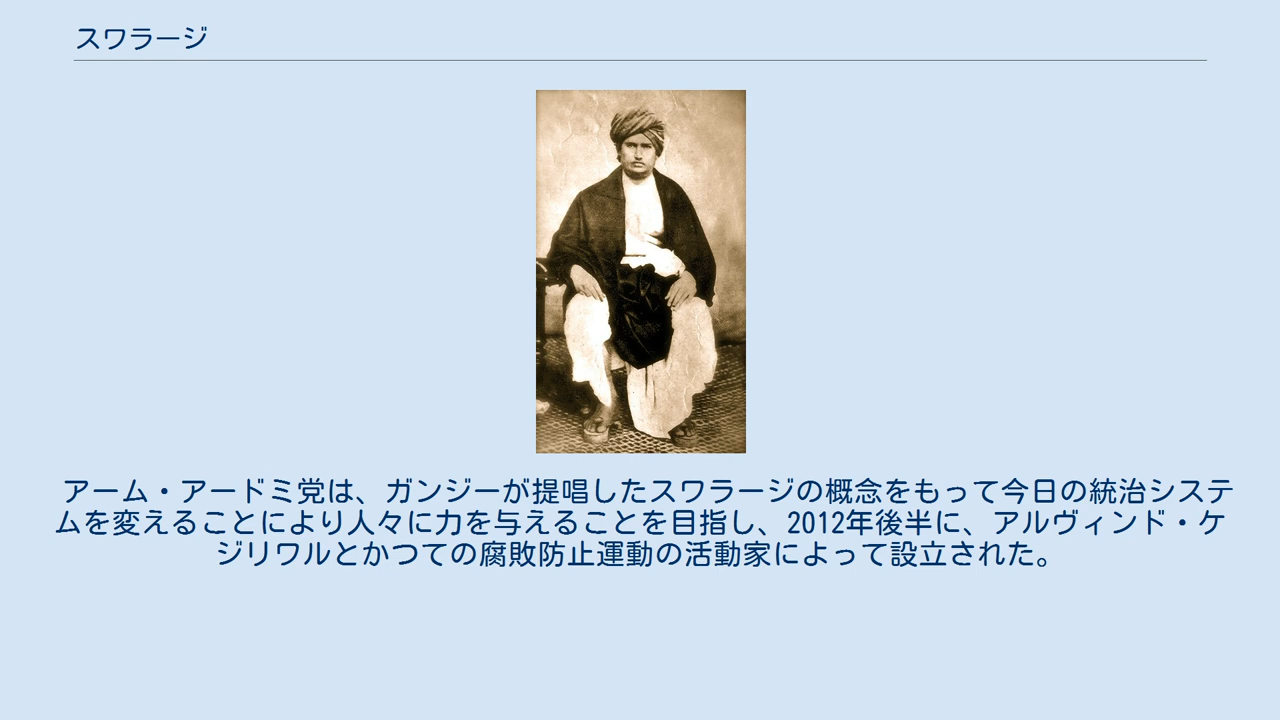 スワラージ
アーム・アードミ党は、ガンジーが提唱したスワラージの概念をもって今日の統治システ
ムを変えることにより人々に力を与えることを目指し、2012年後半に、アルヴィンド・ケ
ジリワルとかつての腐敗防止運動の活動家によって設立された。